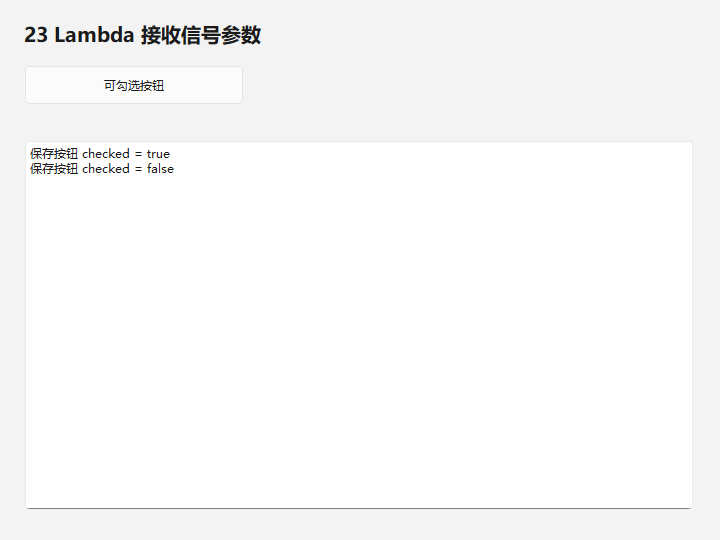 23 Lambda 接收信号参数
可勾选按钮
保存按钮 checked = true
保存按钮 checked = false